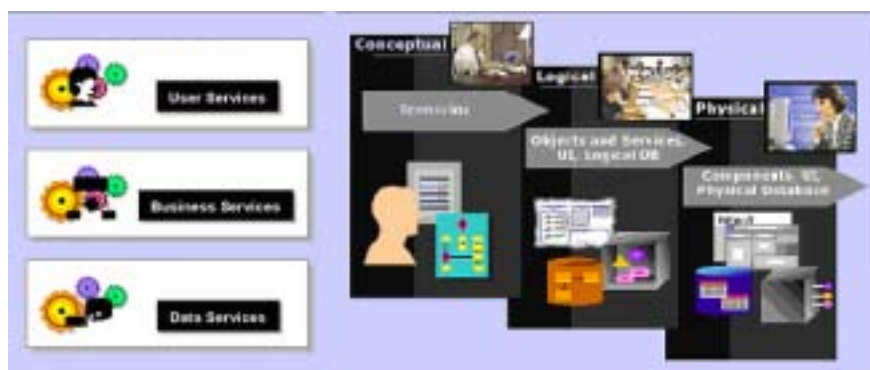 User Services
Business Services
Data Services
Conceptual
Scenarios
Logical
Objects and Services,
UI, Logical DB
Physical
Components, UI,
Physical Database